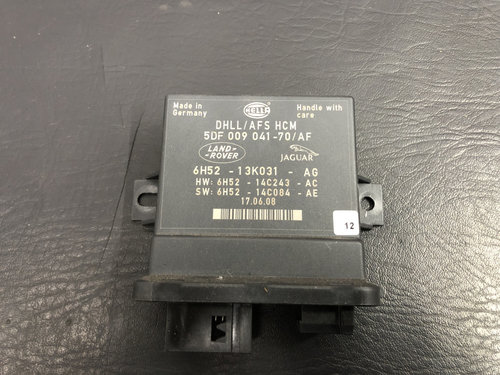 Made in
Germany
HELLA
Handle with
care
DHLL/AFS HCM
5DF 009 041-70/AF
LAND-
ROVER
JAGUAR
6H52 - 13K031 - AG
HW: 6H52 - 14C243 - AC
SW: 6H52 - 14C084 - AE
17.06.08
12